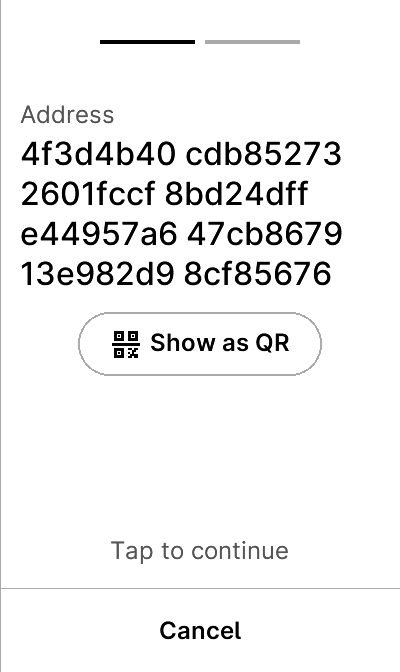 Address
4f3d4b40 cdb85273
2601fccf 8bd24dff
e44957a6 47cb8679
13e982d9 8cf85676
Show as QR
Tap to continue
Cancel